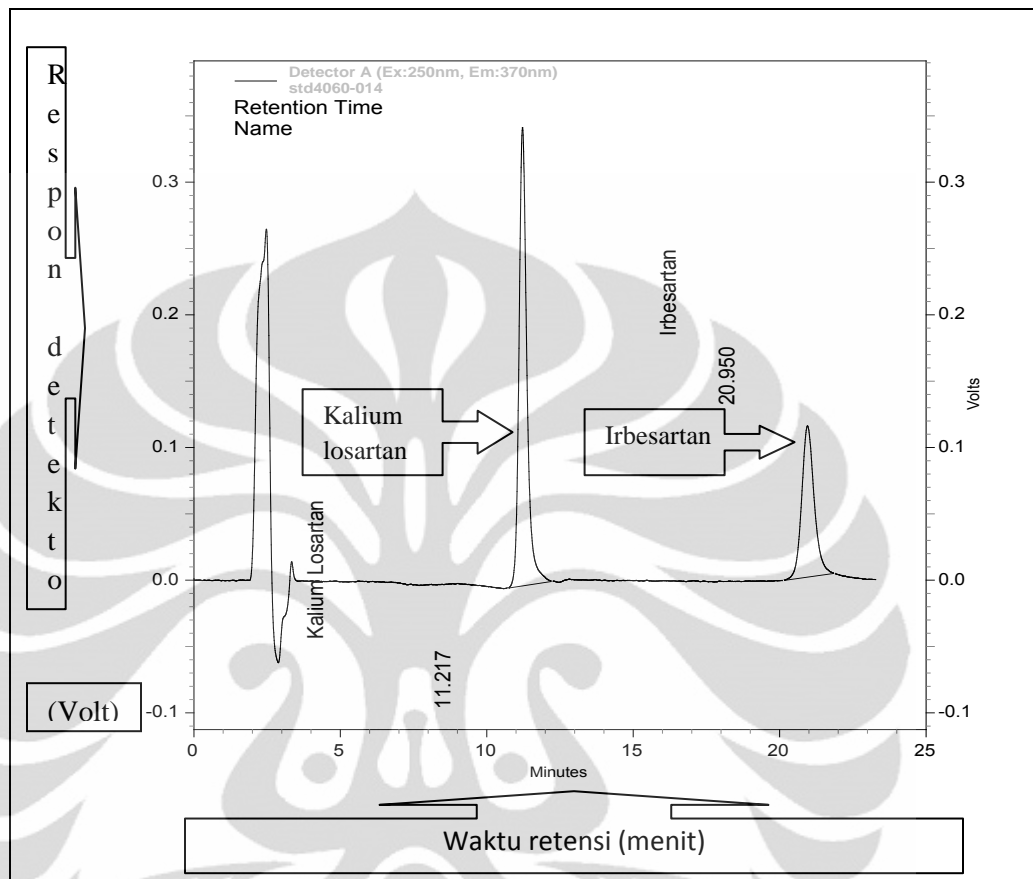 Respon detekto
(Volt)
Detector A (Ex:250nm, Em:370nm)
std4060-014
Retention Time
Name
0.3
0.2
0.1
0.0
-0.1
Kalium Losartan
11.217
Kalium
losartan
Irbesartan
20.950
Irbesartan
0.3
0.2
0.1
0.0
-0.1
Volts
0 5 10 15 20 25
Minutes
Waktu retensi (menit)